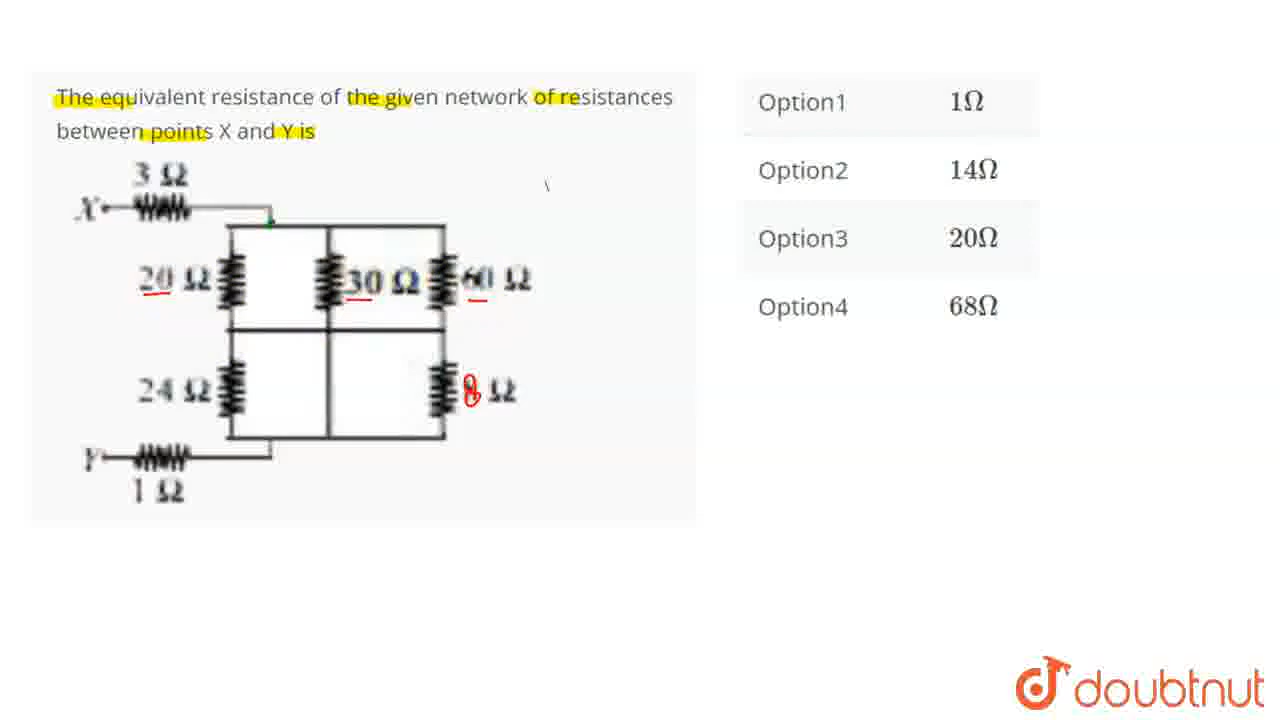 The equivalent resistance of the given network of resistances
between points X and Y is
3 Ω
X
20 Ω
30 Ω
60 Ω
24 Ω
8 Ω
Y
1 Ω
Option1 1Ω
Option2 14Ω
Option3 20Ω
Option4 68Ω
doubtnut